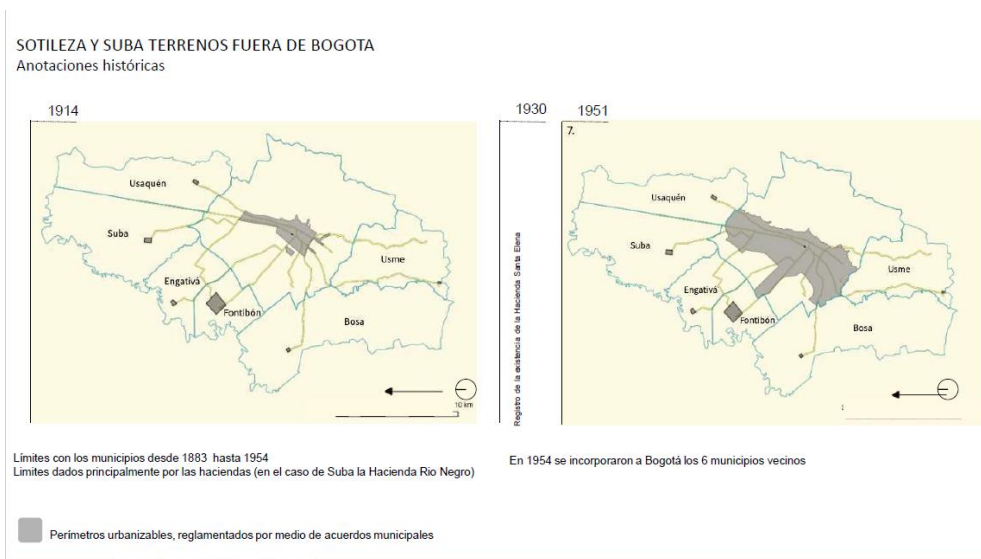 SOTILEZA Y SUBA TERRENOS FUERA DE BOGOTA
Anotaciones históricas
1914
Usaquén
Suba
Engativá
Fontibón
Usme
Bosa
10 km
1930
Registro de la existencia de la Hacienda Santa Elena
1951
7.
Usaquén
Suba
Engativá
Fontibón
Usme
Bosa
Límites con los municipios desde 1883 hasta 1954
Limites dados principalmente por las haciendas (en el caso de Suba la Hacienda Rio Negro)
En 1954 se incorporaron a Bogotá los 6 municipios vecinos
Perímetros urbanizables, reglamentados por medio de acuerdos municipales